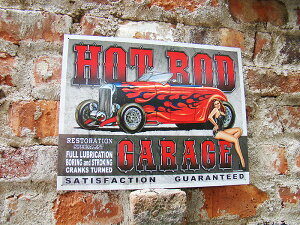 HOT ROD
RESTORATION
FULL LUBRICATION
BORING and STROKING
CRANKS TURNED
GARAGE
SATISFACTION GUARANTEED